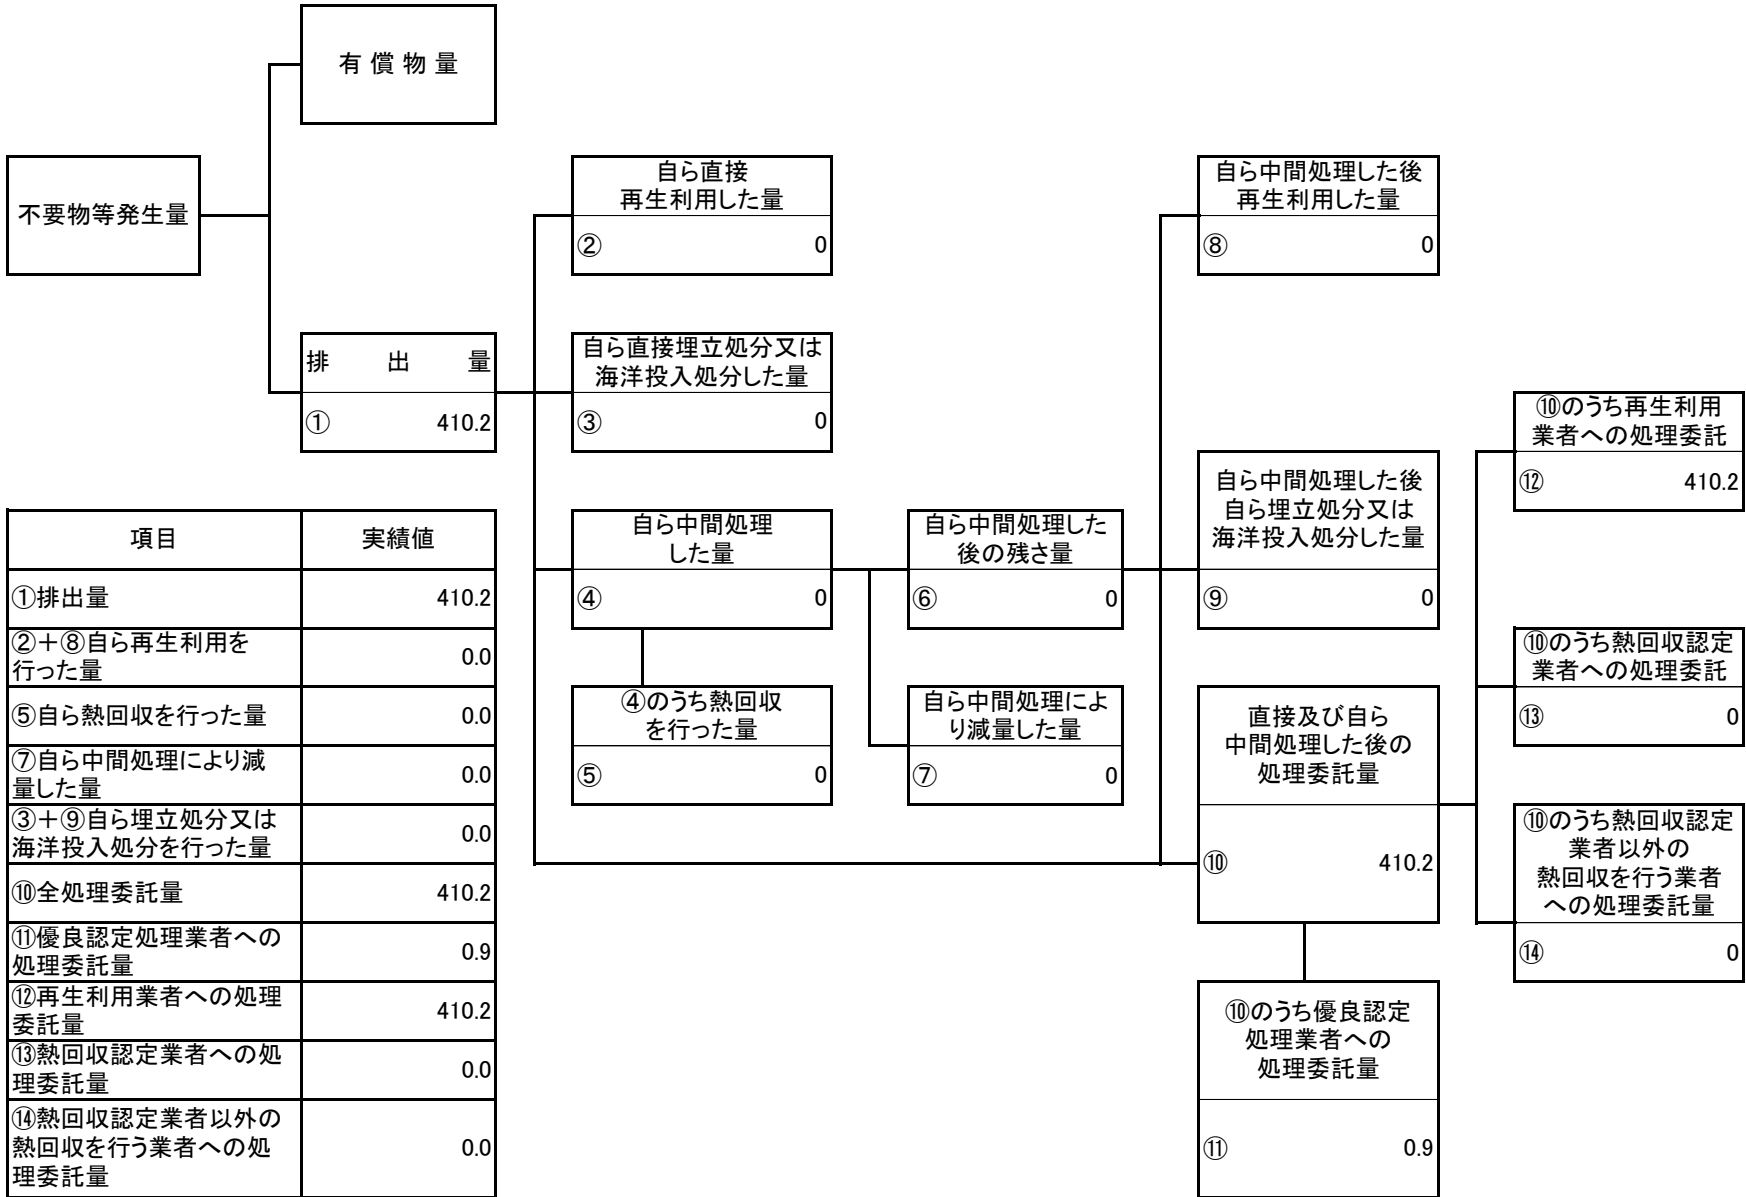 有 償 物 量
不要物等発生量
排 出 量
① 410.2
自ら直接
再生利用した量
② 0
自ら直接埋立処分又は
海洋投入処分した量
③ 0
自ら中間処理
した量
④ 0
④のうち熱回収
を行った量
⑤ 0
自ら中間処理した
後の残さ量
⑥ 0
自ら中間処理によ
り減量した量
⑦ 0
自ら中間処理した後
再生利用した量
⑧ 0
自ら中間処理した後
自ら埋立処分又は
海洋投入処分した量
⑨ 0
直接及び自ら
中間処理した後の
処理委託量
⑩ 410.2
⑩のうち優良認定
処理業者への
処理委託量
⑪ 0.9
⑩のうち再生利用
業者への処理委託
⑫ 410.2
⑩のうち熱回収認定
業者への処理委託
⑬ 0
⑩のうち熱回収認定
業者以外の
熱回収を行う業者
への処理委託量
⑭ 0
項目 実績値
①排出量 410.2
②＋⑧自ら再生利用を
行った量 0.0
⑤自ら熱回収を行った量 0.0
⑦自ら中間処理により減
量した量 0.0
③＋⑨自ら埋立処分又は
海洋投入処分を行った量 0.0
⑩全処理委託量 410.2
⑪優良認定処理業者への
処理委託量 0.9
⑫再生利用業者への処理
委託量 410.2
⑬熱回収認定業者への処
理委託量 0.0
⑭熱回収認定業者以外の
熱回収を行う業者への処
理委託量 0.0